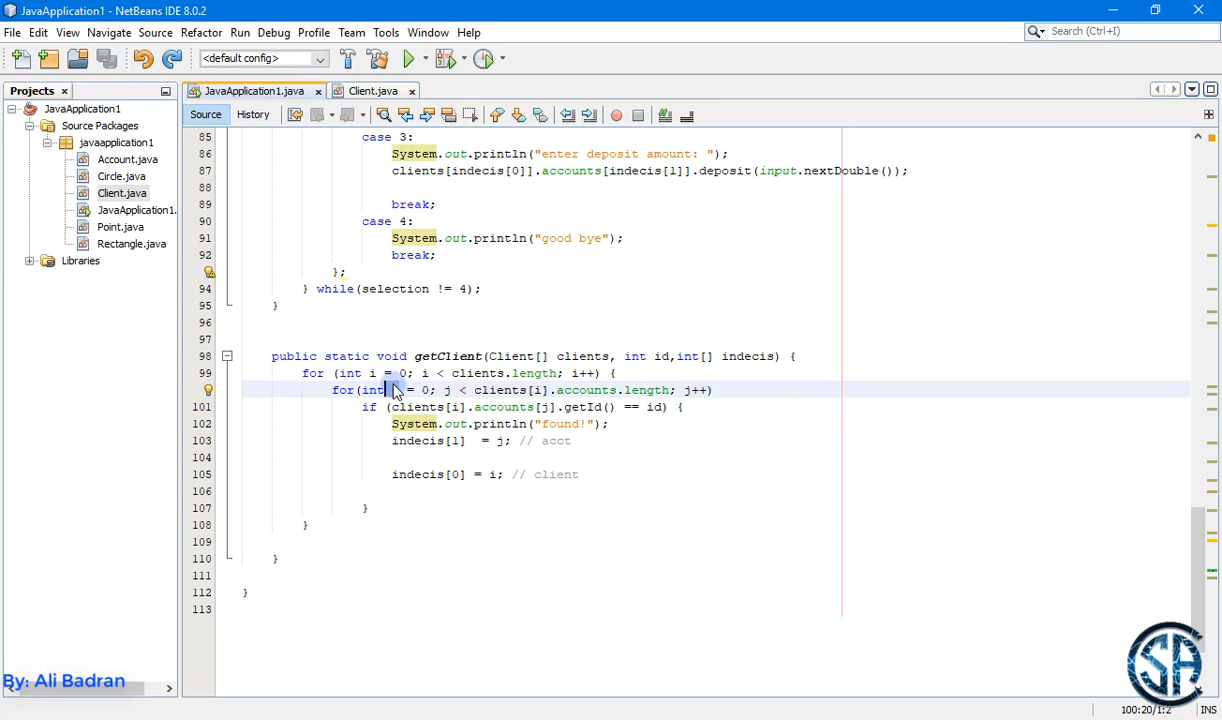 JavaApplication1 - NetBeans IDE 8.0.2
File Edit View Navigate Source Refactor Run Debug Profile Team Tools Window Help
Search (Ctrl+I)
<default config>
Projects
JavaApplication1.java
Client.java
Source History
JavaApplication1
Source Packages
javaapplication1
Account.java
Circle.java
Client.java
JavaApplication1.
Point.java
Rectangle.java
Libraries
85 case 3:
86 System.out.println("enter deposit amount: ");
87 clients[indecis[0]].accounts[indecis[1]].deposit(input.nextDouble());
88
89 break;
90 case 4:
91 System.out.println("good bye");
92 break;
};
94 } while(selection != 4);
95 }
96
97
98 public static void getClient(Client[] clients, int id,int[] indecis) {
99 for (int i = 0; i < clients.length; i++) {
for(int = 0; j < clients[i].accounts.length; j++)
101 if (clients[i].accounts[j].getId() == id) {
102 System.out.println("found!");
103 indecis[1] = j; // acct
104
105 indecis[0] = i; // client
106
107 }
108 }
109
110 }
111
112 }
113
By: Ali Badran
SA
100:20/1:2 INS